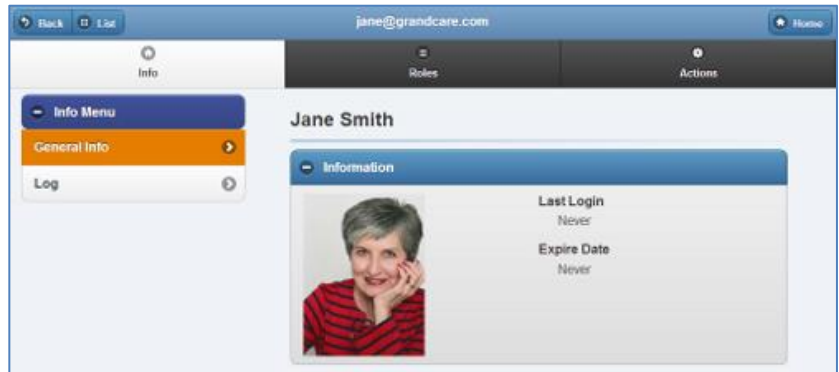 Back List jane@grandcare.com Home
Info Roles Actions
Info Menu
General Info
Log
Jane Smith
Information
Last Login
Never
Expire Date
Never